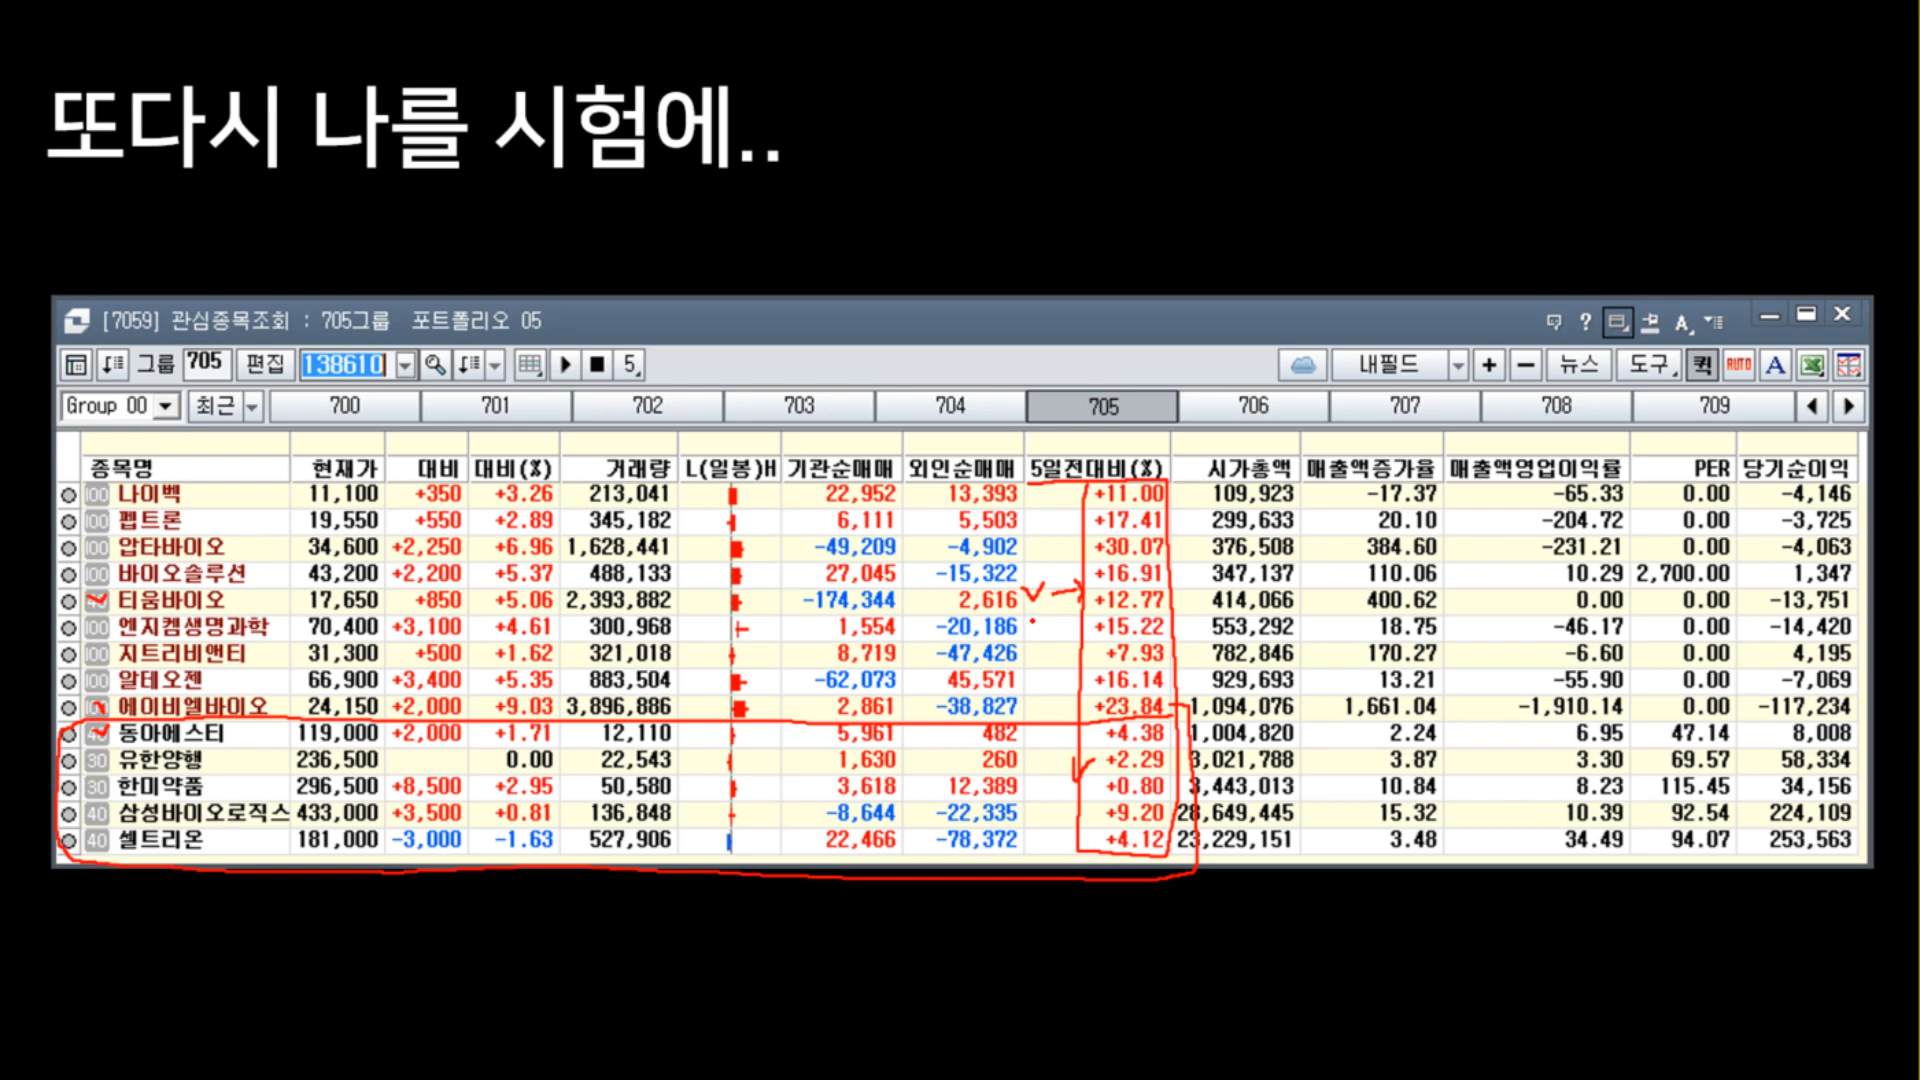 또다시 나를 시험에..
[7059] 관심종목조회 : 705그룹 포트폴리오 05
그룹 705 편집 138610 5 내필드 + - 뉴스 도구 퀵 AUTO A
Group 00 최근 700 701 702 703 704 705 706 707 708 709
종목명 현재가 대비 대비(%) 거래량 L(일봉)H 기관순매매 외인순매매 5일전대비(%) 시가총액 매출액증가율 매출액영업이익률 PER 당기순이익
100 나이벡 11,100 +350 +3.26 213,041 22,952 13,393 +11.00 109,923 -17.37 -65.33 0.00 -4,146
100 펩트론 19,550 +550 +2.89 345,182 6,111 5,503 +17.41 299,633 20.10 -204.72 0.00 -3,725
100 압타바이오 34,600 +2,250 +6.96 1,628,441 -49,209 -4,902 +30.07 376,508 384.60 -231.21 0.00 -4,063
100 바이오솔루션 43,200 +2,200 +5.37 488,133 27,045 -15,322 +16.91 347,137 110.06 10.29 2,700.00 1,347
티움바이오 17,650 +850 +5.06 2,393,882 -174,344 2,616 +12.77 414,066 400.62 0.00 0.00 -13,751
100 엔지켐생명과학 70,400 +3,100 +4.61 300,968 1,554 -20,186 +15.22 553,292 18.75 -46.17 0.00 -14,420
100 지트리비앤티 31,300 +500 +1.62 321,018 8,719 -47,426 +7.93 782,846 170.27 -6.60 0.00 4,195
100 알테오젠 66,900 +3,400 +5.35 883,504 -62,073 45,571 +16.14 929,693 13.21 -55.90 0.00 -7,069
에이비엘바이오 24,150 +2,000 +9.03 3,896,886 2,861 -38,827 +23.84 1,094,076 1,661.04 -1,910.14 0.00 -117,234
동아에스티 119,000 +2,000 +1.71 12,110 5,961 482 +4.38 1,004,820 2.24 6.95 47.14 8,008
30 유한양행 236,500 0.00 22,543 1,630 260 +2.29 3,021,788 3.87 3.30 69.57 58,334
30 한미약품 296,500 +8,500 +2.95 50,580 3,618 12,389 +0.80 3,443,013 10.84 8.23 115.45 34,156
40 삼성바이오로직스 433,000 +3,500 +0.81 136,848 -8,644 -22,335 +9.20 28,649,445 15.32 10.39 92.54 224,109
40 셀트리온 181,000 -3,000 -1.63 527,906 22,466 -78,372 +4.12 23,229,151 3.48 34.49 94.07 253,563